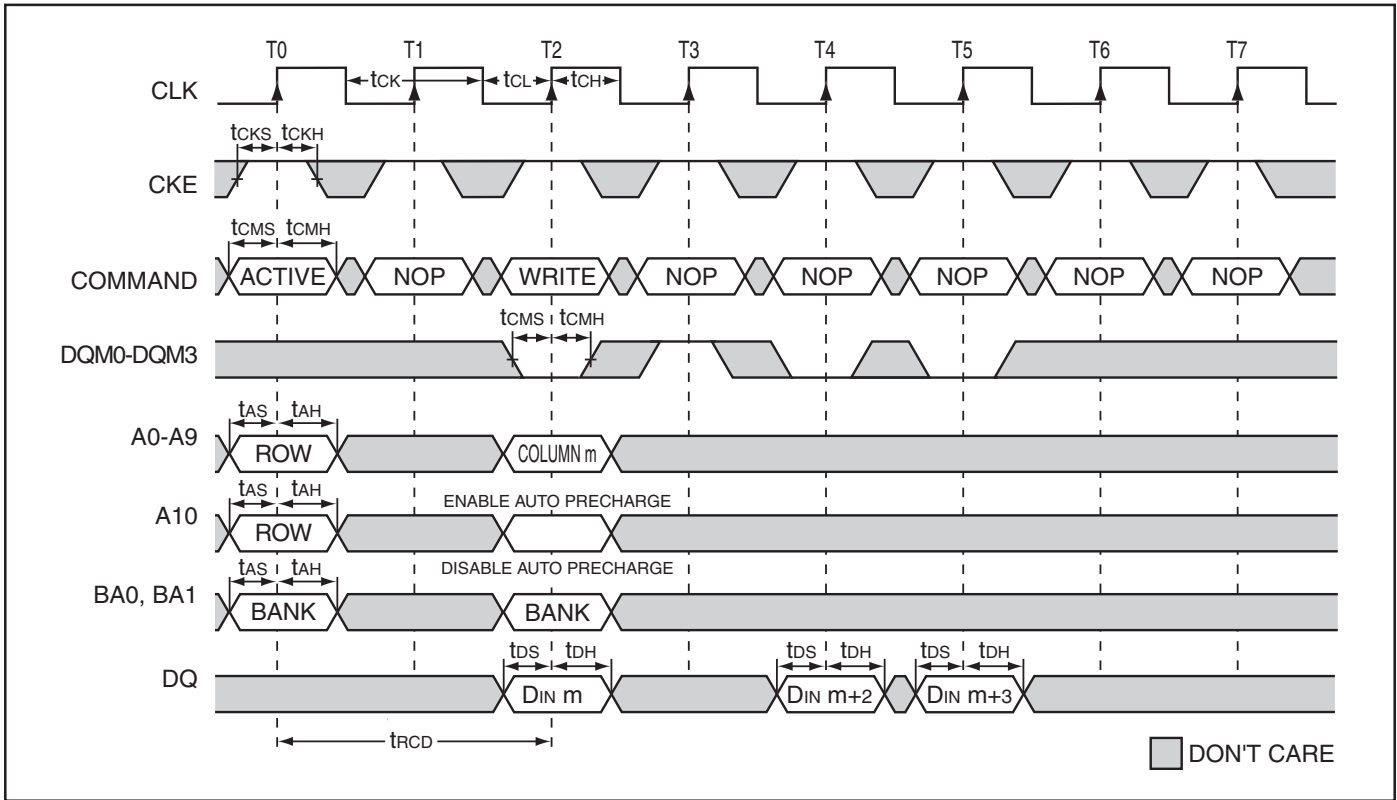 T0 T1 T2 T3 T4 T5 T6 T7
CLK tCK tCL tCH
tCKS tCKH
CKE
tCMS tCMH
COMMAND ACTIVE NOP WRITE NOP NOP NOP NOP NOP
tCMS tCMH
DQM0-DQM3
tAS tAH
A0-A9 ROW COLUMN m
tAS tAH ENABLE AUTO PRECHARGE
A10 ROW
tAS tAH DISABLE AUTO PRECHARGE
BA0, BA1 BANK BANK
tDS tDH tDS tDH tDS tDH
DQ DIN m DIN m+2 DIN m+3
tRCD
DON'T CARE